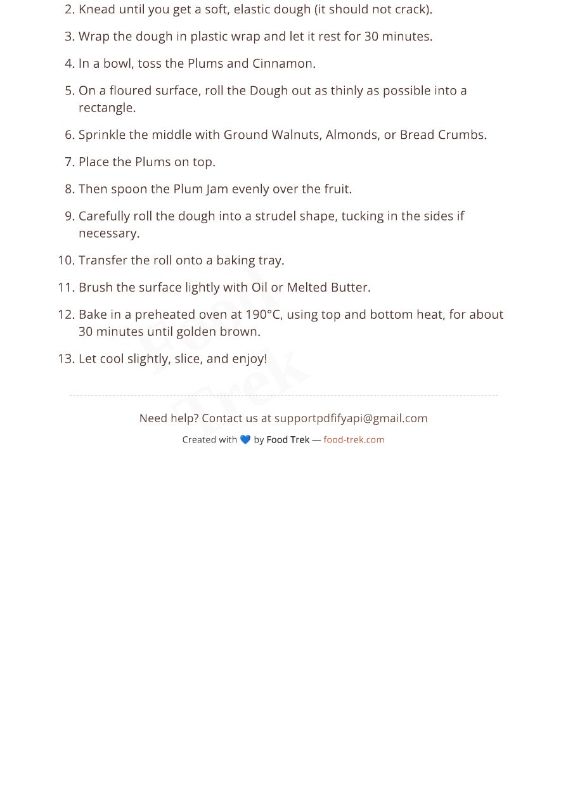 2. Knead until you get a soft, elastic dough (it should not crack).
3. Wrap the dough in plastic wrap and let it rest for 30 minutes.
4. In a bowl, toss the Plums and Cinnamon.
5. On a floured surface, roll the Dough out as thinly as possible into a
rectangle.
6. Sprinkle the middle with Ground Walnuts, Almonds, or Bread Crumbs.
7. Place the Plums on top.
8. Then spoon the Plum Jam evenly over the fruit.
9. Carefully roll the dough into a strudel shape, tucking in the sides if
necessary.
10. Transfer the roll onto a baking tray.
11. Brush the surface lightly with Oil or Melted Butter.
12. Bake in a preheated oven at 190°C, using top and bottom heat, for about
30 minutes until golden brown.
13. Let cool slightly, slice, and enjoy!
Food
Trek
Need help? Contact us at supportpdfifyapi@gmail.com
Created with 💙 by Food Trek — food-trek.com